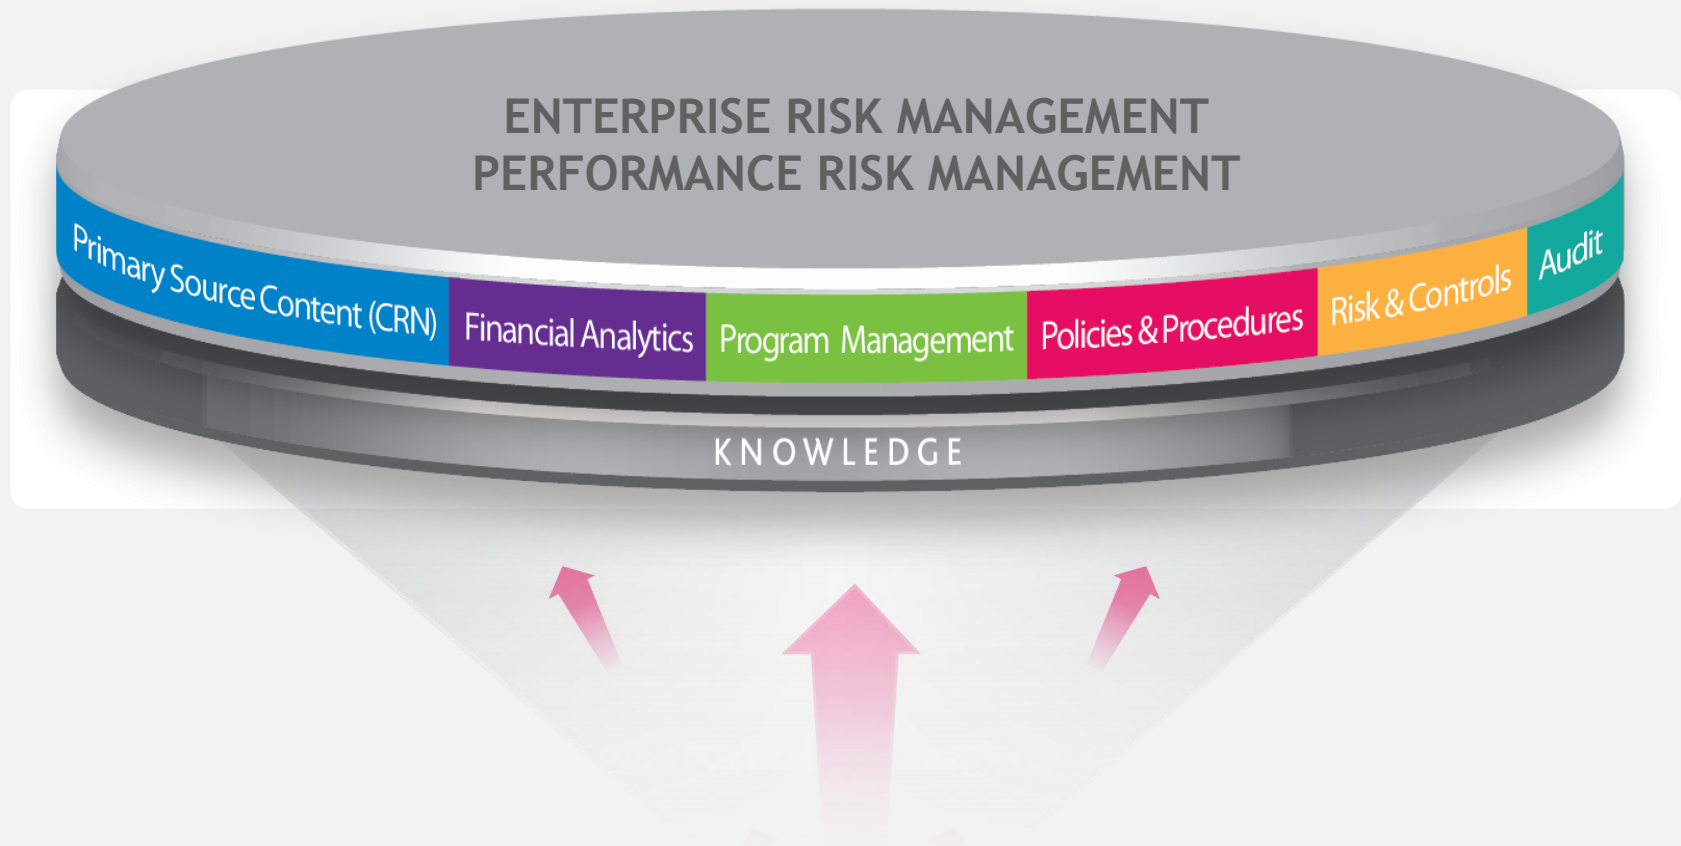 ENTERPRISE RISK MANAGEMENT
PERFORMANCE RISK MANAGEMENT
Primary Source Content (CRN)
Financial Analytics
Program Management
Policies & Procedures
Risk & Controls
Audit
KNOWLEDGE